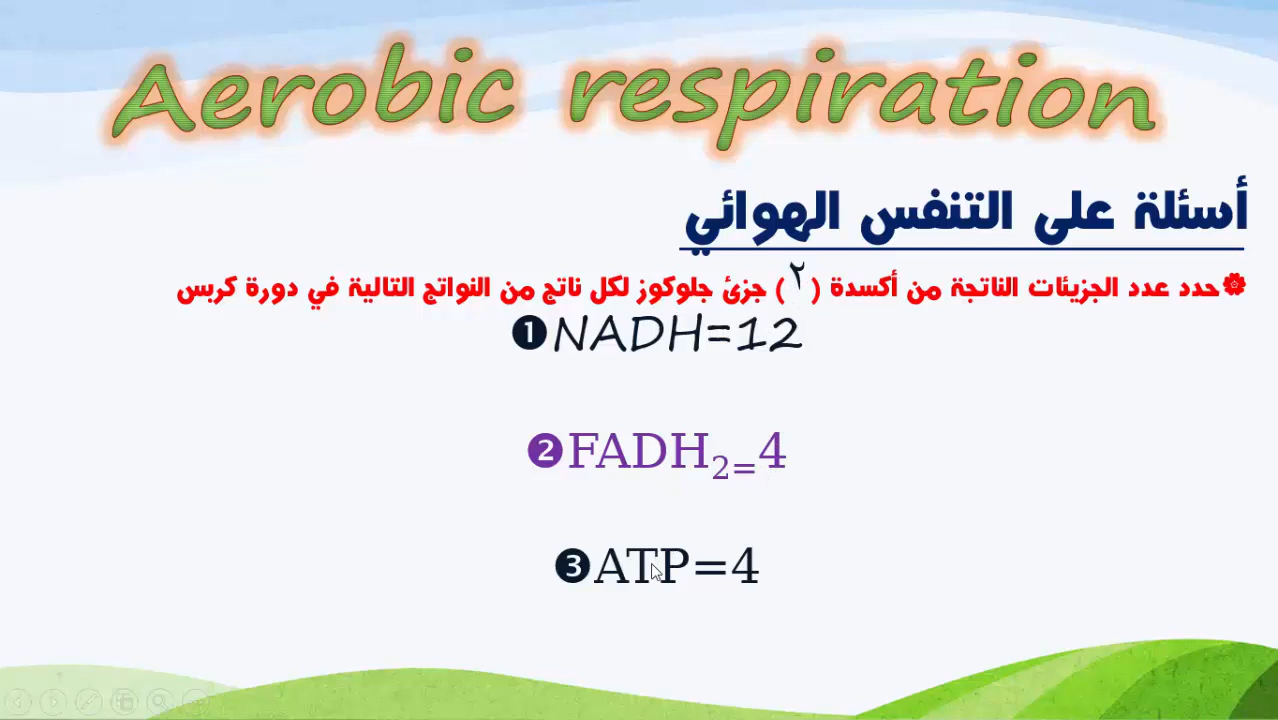 Aerobic respiration
أسئلة على التنفس الهوائي
حدد عدد الجزيئات الناتجة من أكسدة (٢) جزئ جلوكوز لكل ناتج من النواتج التالية في دورة كربس
❶NADH=12
❷FADH₂₌4
❸ATP=4